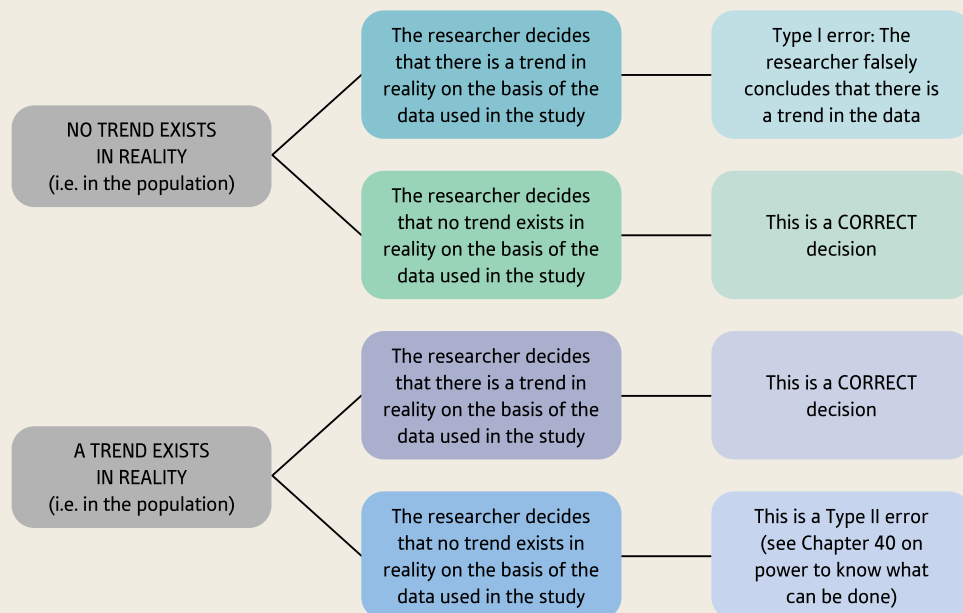 NO TREND EXISTS
IN REALITY
(i.e. in the population)
The researcher decides
that there is a trend in
reality on the basis of the
data used in the study
Type I error: The
researcher falsely
concludes that there is
a trend in the data
The researcher decides
that no trend exists in
reality on the basis of the
data used in the study
This is a CORRECT
decision
A TREND EXISTS
IN REALITY
(i.e. in the population)
The researcher decides
that there is a trend in
reality on the basis of the
data used in the study
This is a CORRECT
decision
The researcher decides
that no trend exists in
reality on the basis of the
data used in the study
This is a Type II error
(see Chapter 40 on
power to know what
can be done)